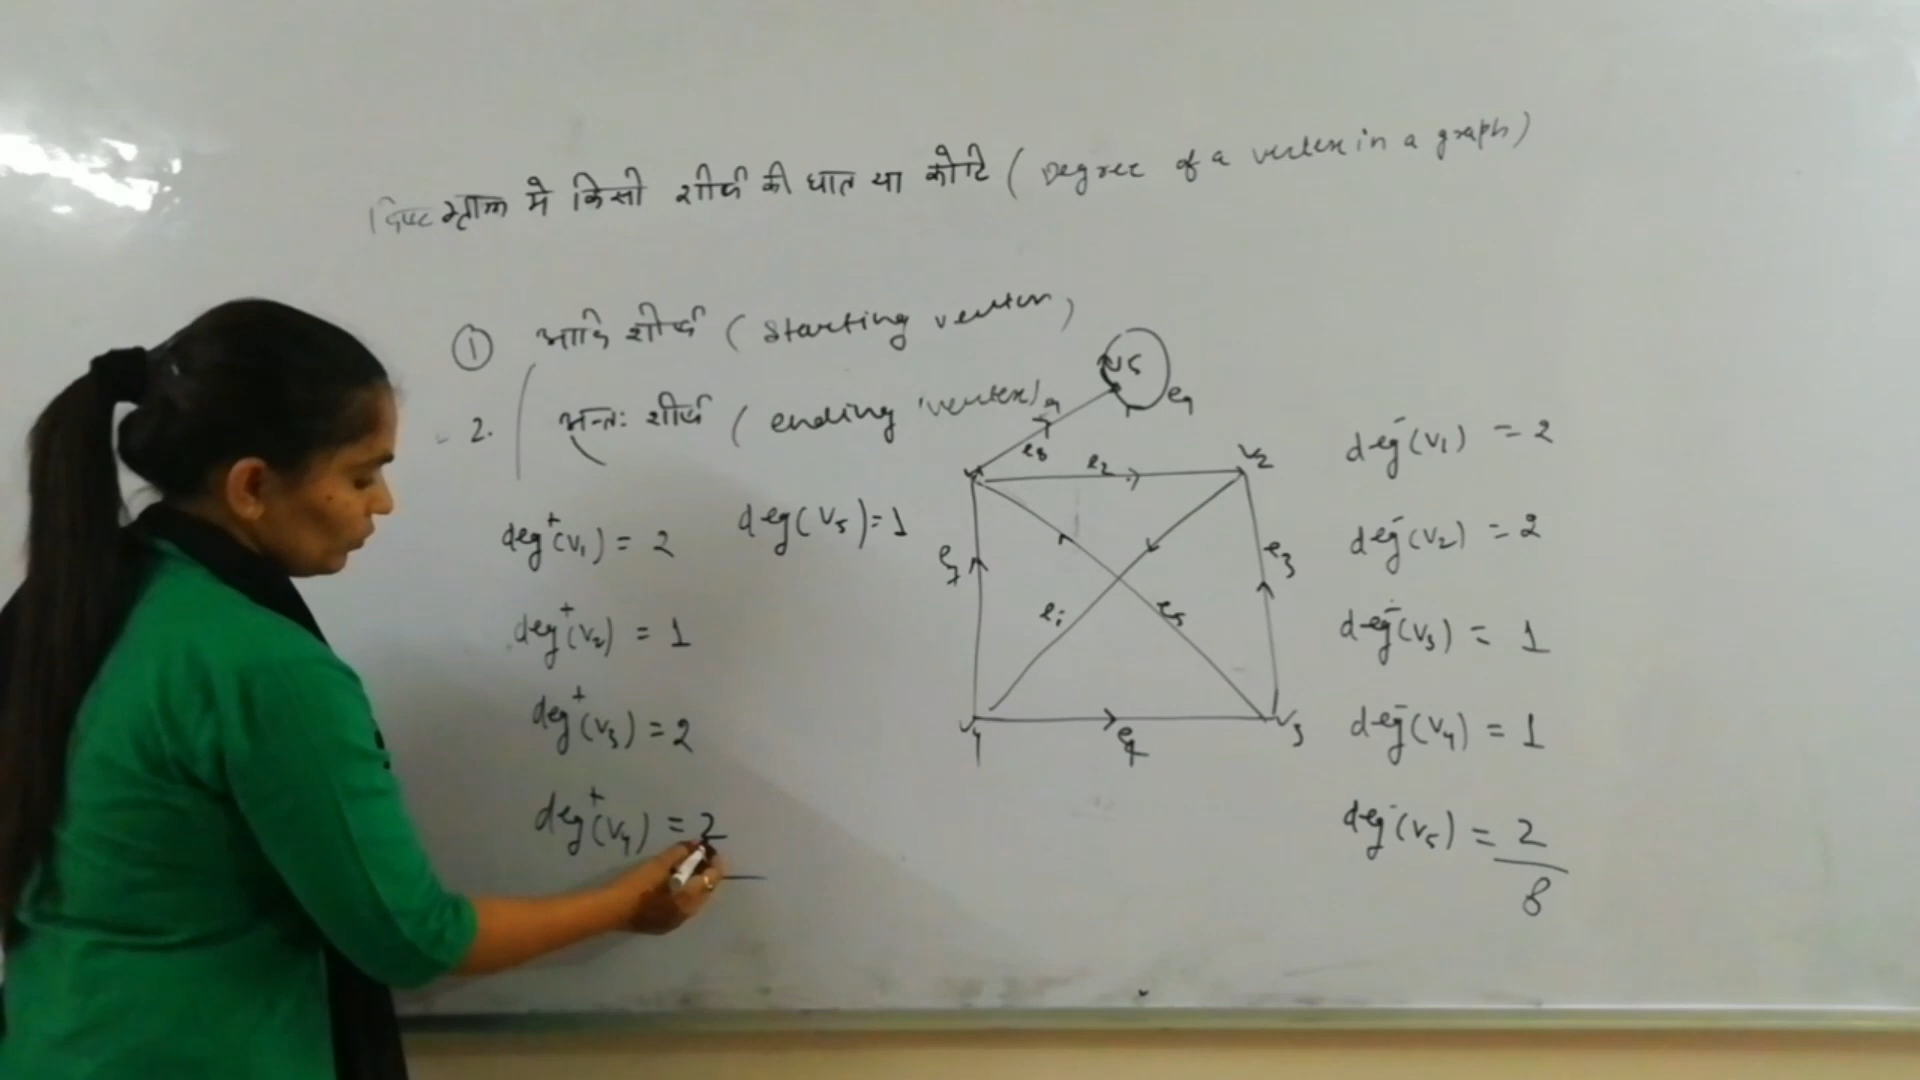 दिष्ट ग्राफ मे किसी शीर्ष की घात या कोटि (Degree of a vertex in a graph)
① आदि शीर्ष (starting vertex)
2. अन्तः शीर्ष (ending vertex)
v5
e9
e8
e2
v2
deg⁺(v1) = 2
deg(v5) = 1
deg⁺(v2) = 1
deg⁺(v3) = 2
deg⁺(v4) = 2
e7
e3
e1
e5
v4
e4
v3
deg⁻(v1) = 2
deg⁻(v2) = 2
deg⁻(v3) = 1
deg⁻(v4) = 1
deg⁻(v5) = 2
8